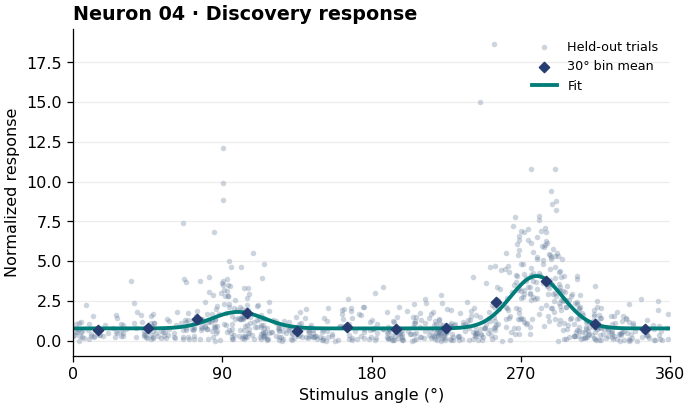 Neuron 04 · Discovery response
Held-out trials
30° bin mean
Fit
Normalized response
17.5
15.0
12.5
10.0
7.5
5.0
2.5
0.0
0 90 180 270 360
Stimulus angle (°)